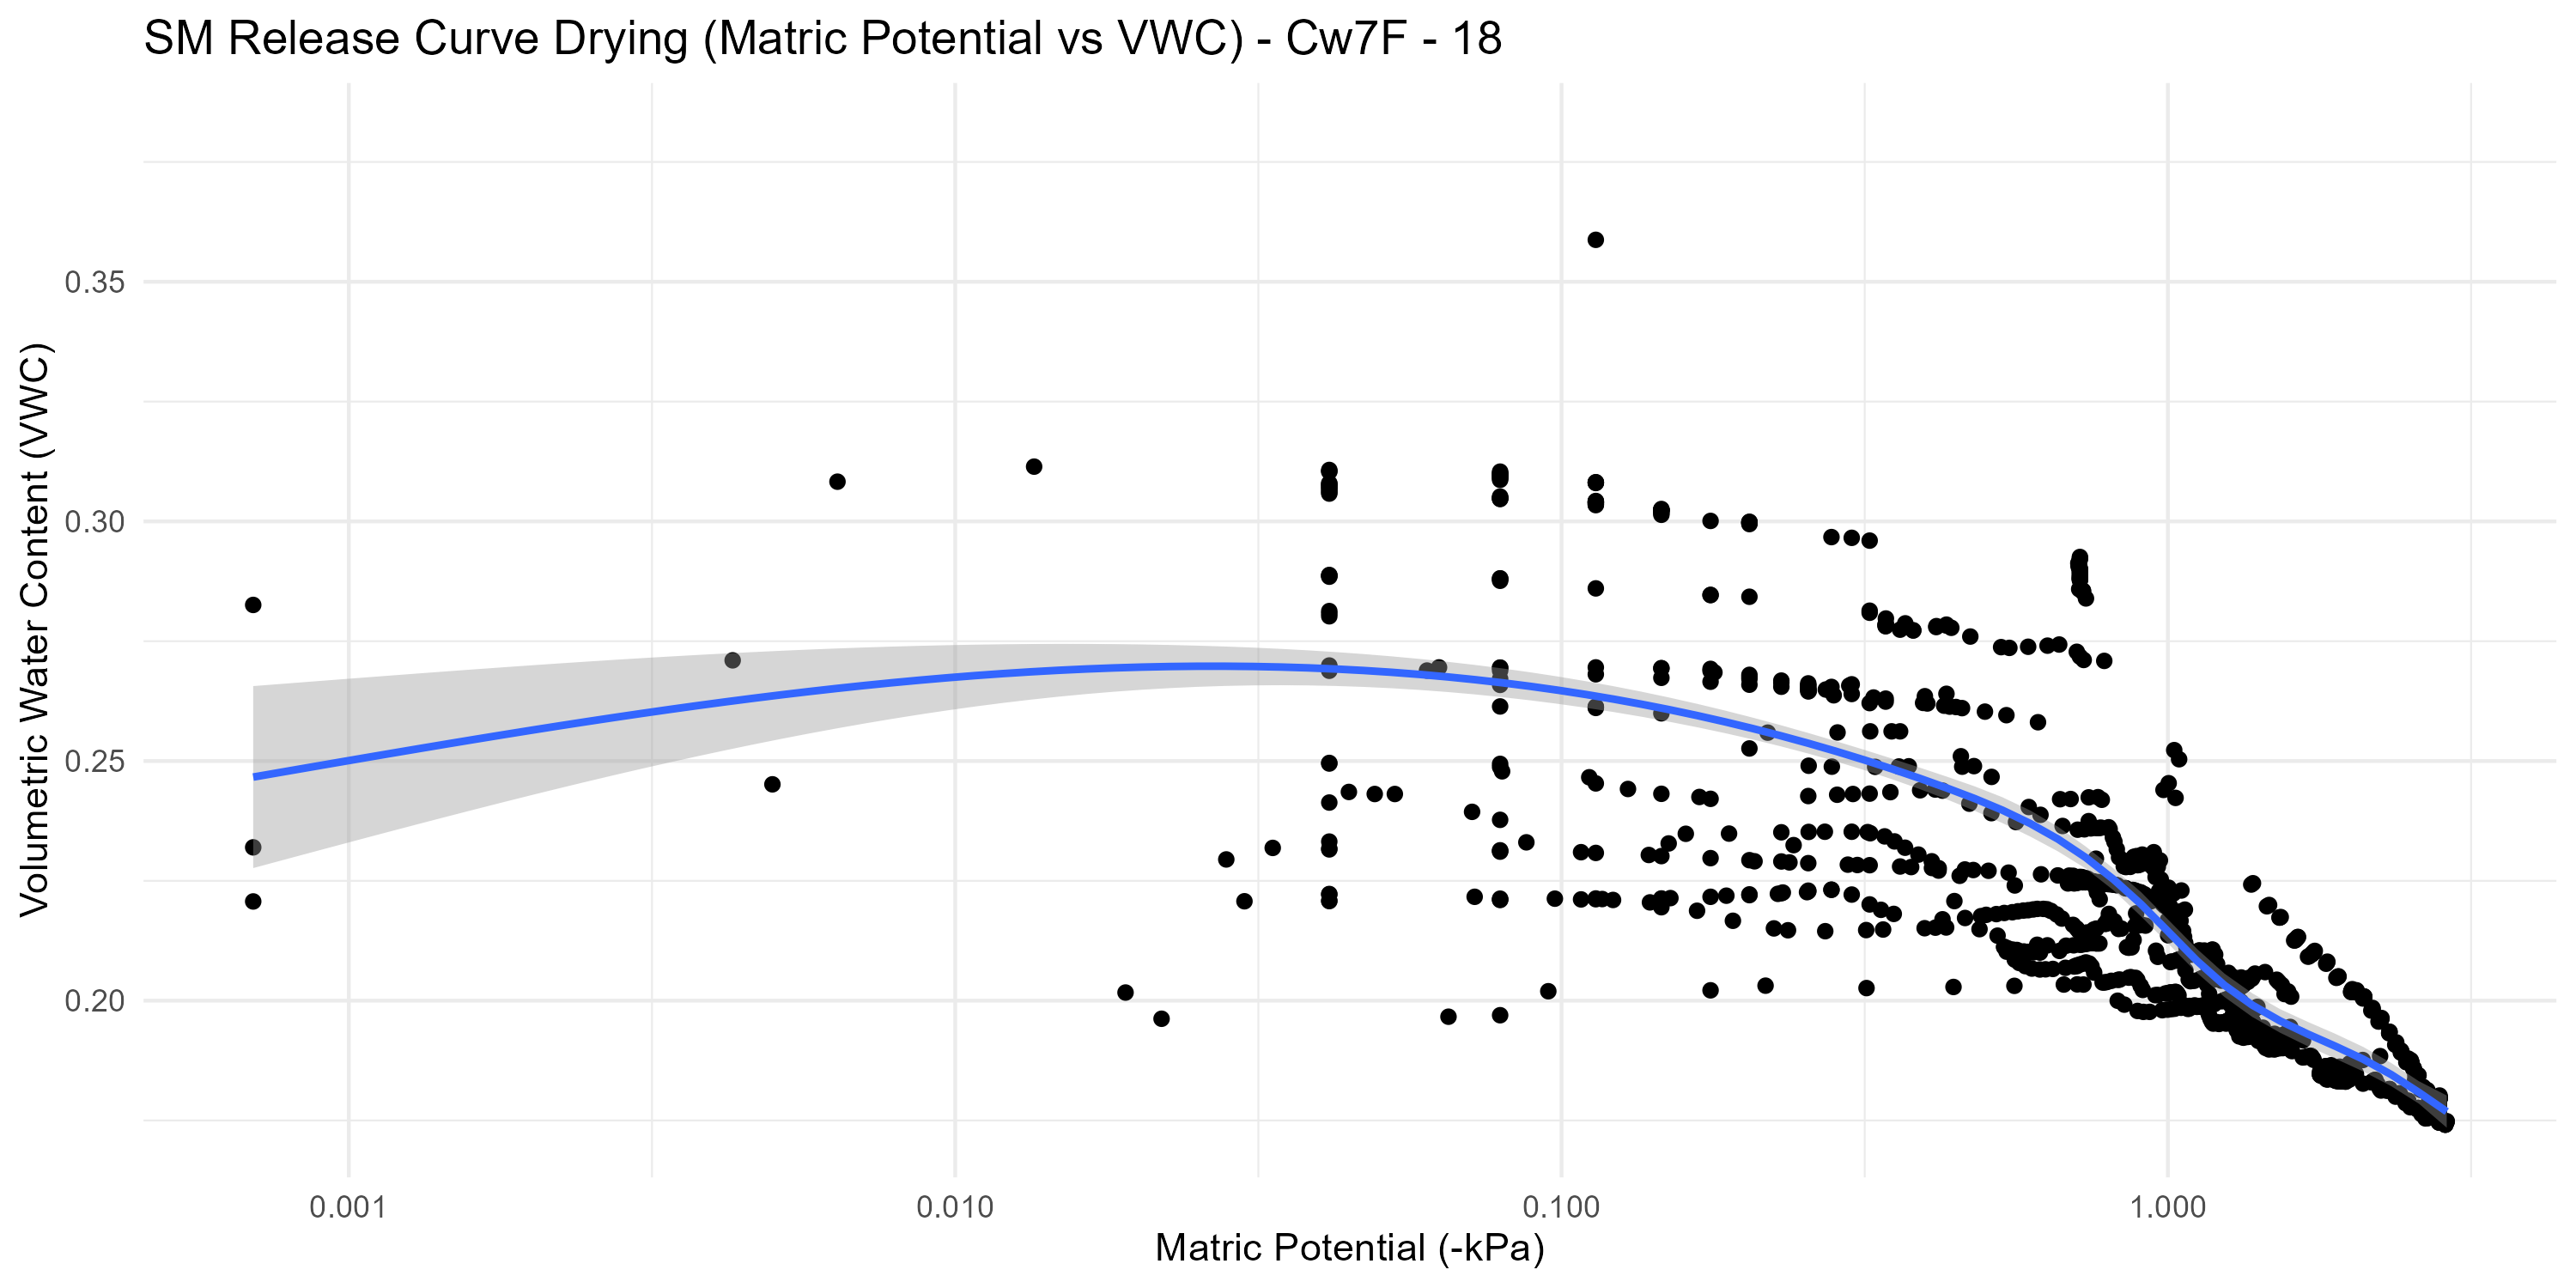 SM Release Curve Drying (Matric Potential vs VWC) - Cw7F - 18
Volumetric Water Content (VWC)
0.35
0.30
0.25
0.20
0.001
0.010
0.100
1.000
Matric Potential (-kPa)